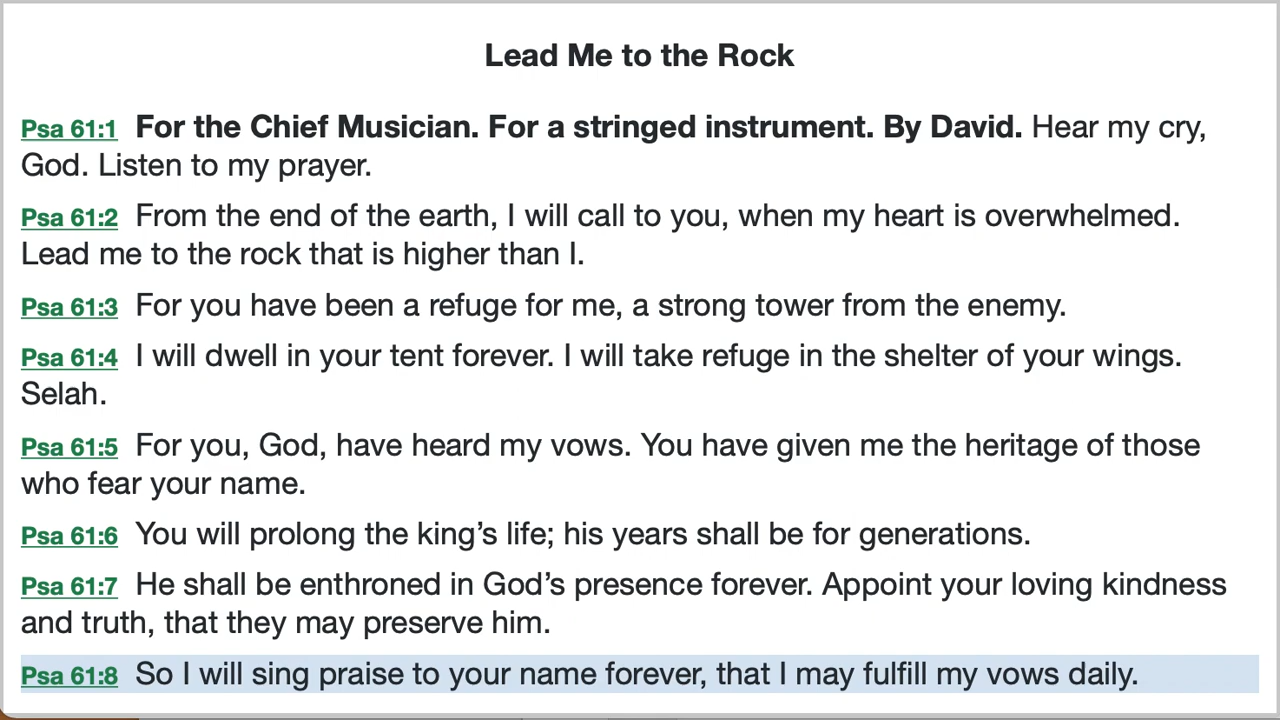 Lead Me to the Rock
Psa 61:1 For the Chief Musician. For a stringed instrument. By David. Hear my cry,
God. Listen to my prayer.
Psa 61:2 From the end of the earth, I will call to you, when my heart is overwhelmed.
Lead me to the rock that is higher than I.
Psa 61:3 For you have been a refuge for me, a strong tower from the enemy.
Psa 61:4 I will dwell in your tent forever. I will take refuge in the shelter of your wings.
Selah.
Psa 61:5 For you, God, have heard my vows. You have given me the heritage of those
who fear your name.
Psa 61:6 You will prolong the king’s life; his years shall be for generations.
Psa 61:7 He shall be enthroned in God’s presence forever. Appoint your loving kindness
and truth, that they may preserve him.
Psa 61:8 So I will sing praise to your name forever, that I may fulfill my vows daily.